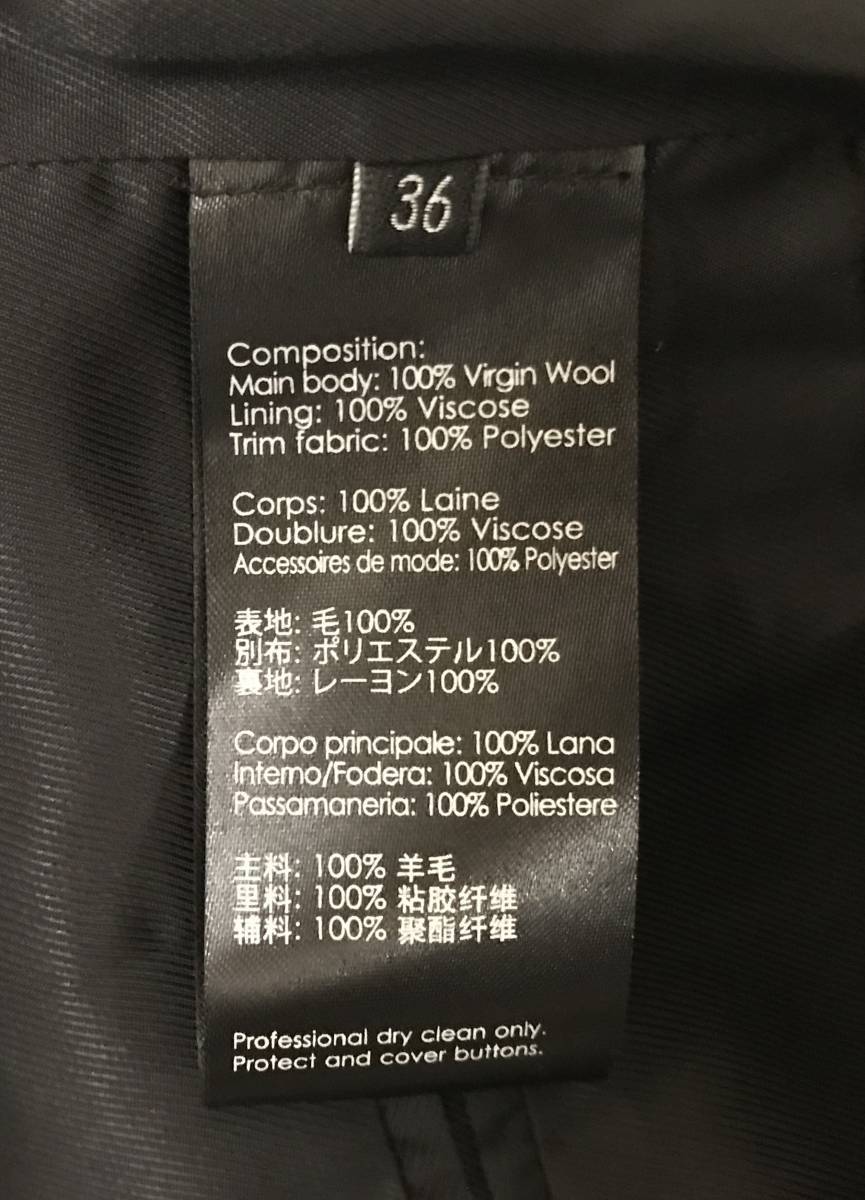 36
Composition:
Main body: 100% Virgin Wool
Lining: 100% Viscose
Trim fabric: 100% Polyester
Corps: 100% Laine
Doublure: 100% Viscose
Accessoires de mode: 100% Polyester
表地: 毛100%
別布: ポリエステル100%
裏地: レーヨン100%
Corpo principale: 100% Lana
Interno/Fodera: 100% Viscosa
Passamaneria: 100% Poliestere
主料: 100% 羊毛
里料: 100% 粘胶纤维
辅料: 100% 聚酯纤维
Professional dry clean only.
Protect and cover buttons.